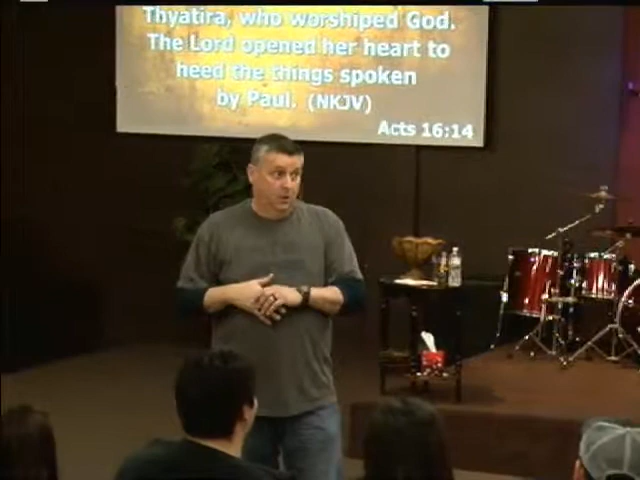 Thyatira, who worshiped God.
The Lord opened her heart to
heed the things spoken
by Paul. (NKJV)
Acts 16:14